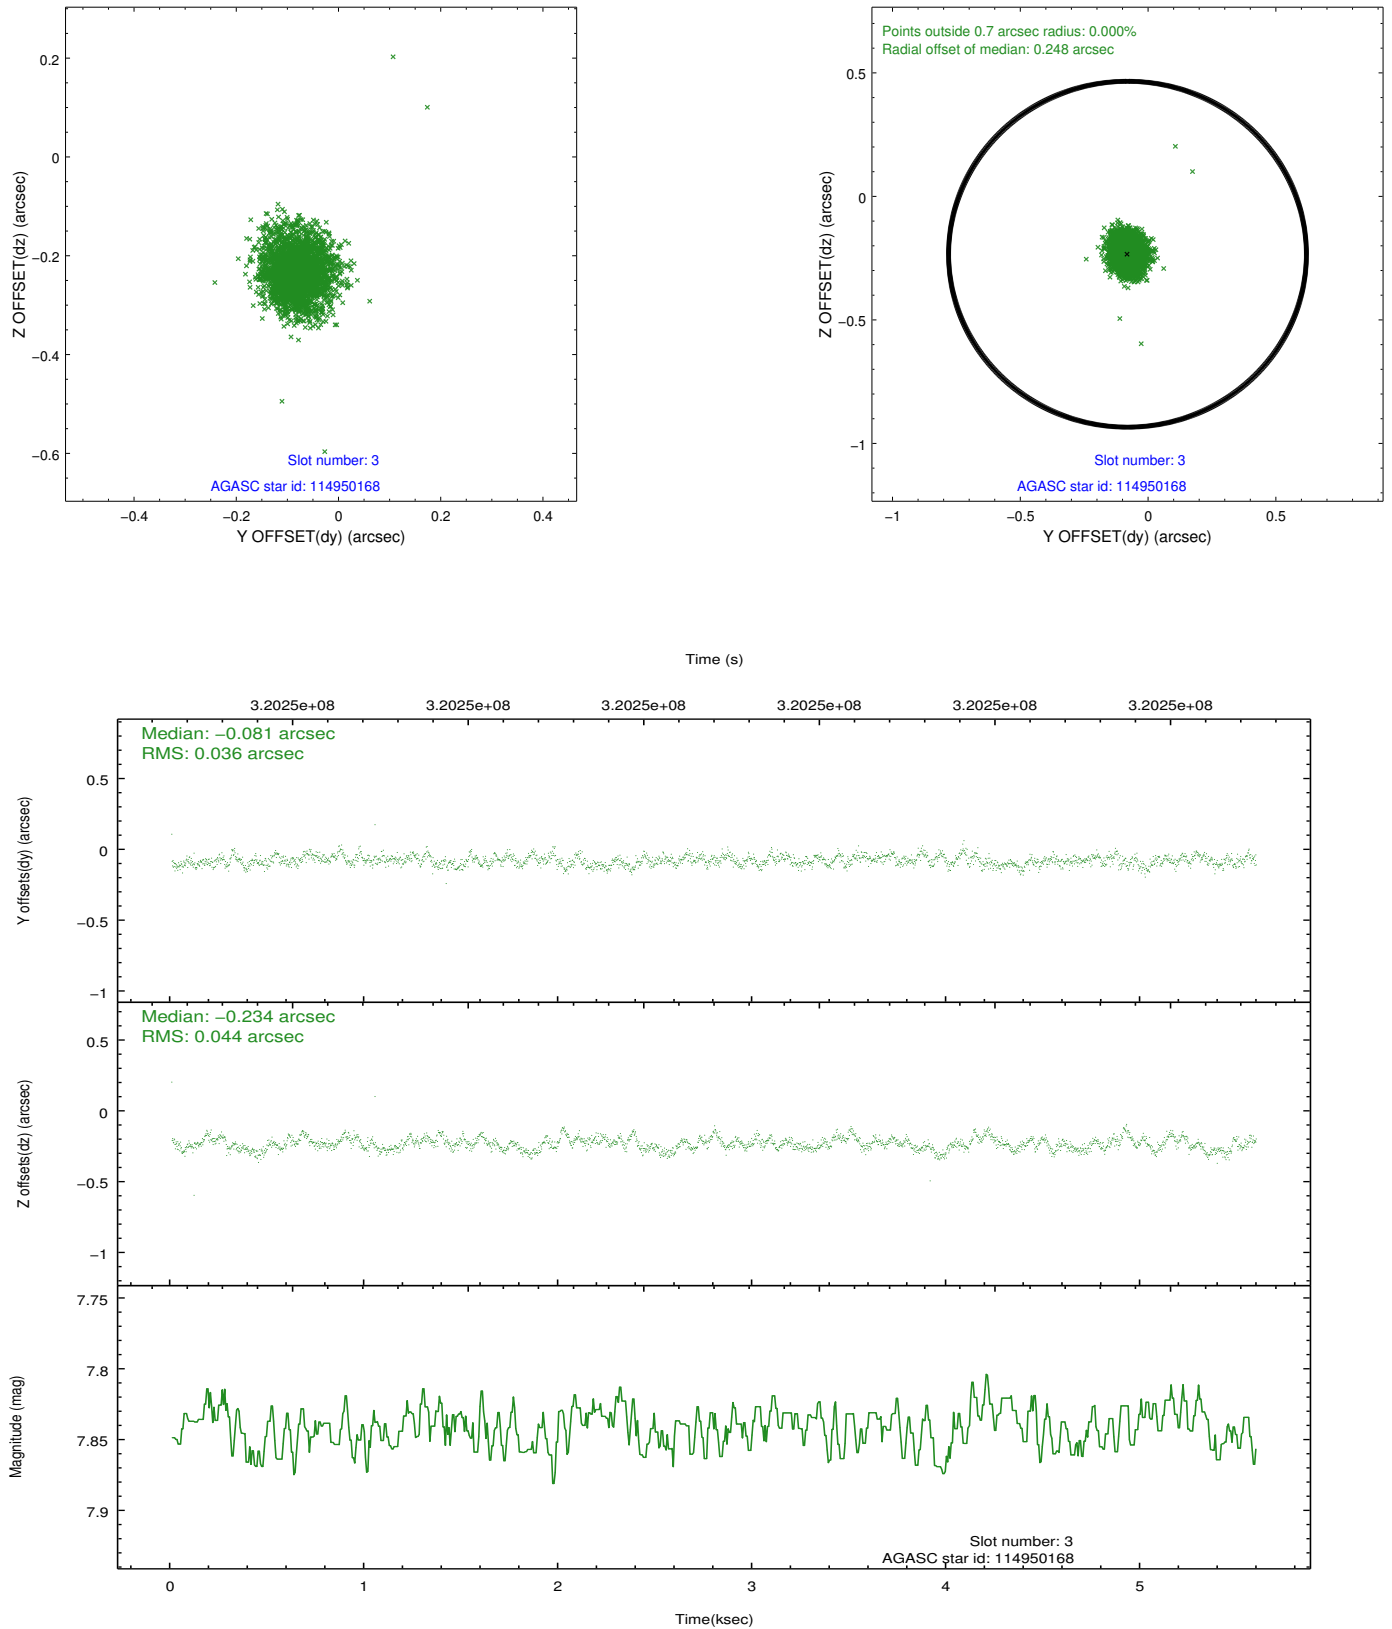 0.2
0
−0.2
−0.4
−0.6
Z OFFSET(dz) (arcsec)
Slot number: 3
AGASC star id: 114950168
−0.4
−0.2
0
0.2
0.4
Y OFFSET(dy) (arcsec)
Points outside 0.7 arcsec radius: 0.000%
Radial offset of median: 0.248 arcsec
0.5
0
−0.5
−1
Z OFFSET(dz) (arcsec)
Slot number: 3
AGASC star id: 114950168
−1
−0.5
0
0.5
Y OFFSET(dy) (arcsec)
Time (s)
3.2025e+08
3.2025e+08
3.2025e+08
3.2025e+08
3.2025e+08
3.2025e+08
Median: −0.081 arcsec
RMS: 0.036 arcsec
0.5
0
−0.5
−1
Y offsets(dy) (arcsec)
Median: −0.234 arcsec
RMS: 0.044 arcsec
0.5
0
−0.5
−1
Z offsets(dz) (arcsec)
7.75
7.8
7.85
7.9
Magnitude (mag)
Slot number: 3
AGASC star id: 114950168
0
1
2
3
4
5
Time(ksec)